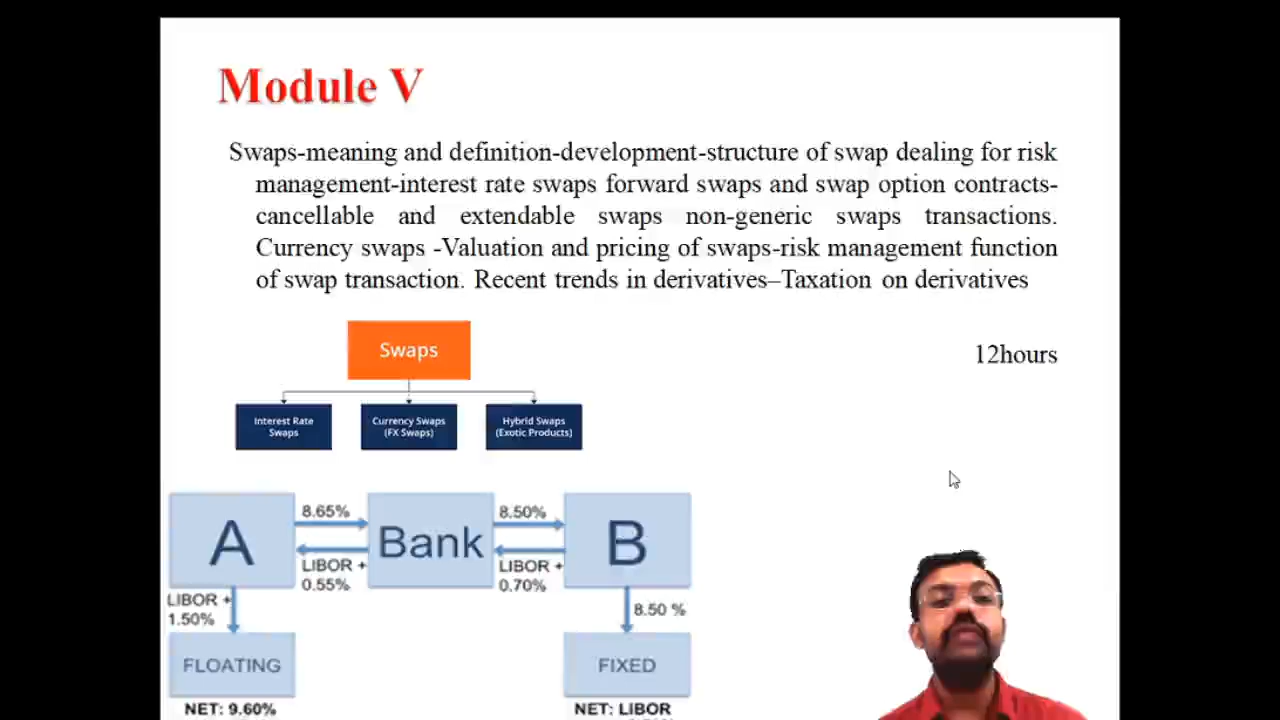 Module V
Swaps-meaning and definition-development-structure of swap dealing for risk
management-interest rate swaps forward swaps and swap option contracts-
cancellable and extendable swaps non-generic swaps transactions.
Currency swaps -Valuation and pricing of swaps-risk management function
of swap transaction. Recent trends in derivatives–Taxation on derivatives
12hours
Swaps
Interest Rate
Swaps
Currency Swaps
(FX Swaps)
Hybrid Swaps
(Exotic Products)
A
8.65%
LIBOR +
0.55%
Bank
8.50%
LIBOR +
0.70%
B
LIBOR +
1.50%
8.50 %
FLOATING
FIXED
NET: 9.60%
NET: LIBOR